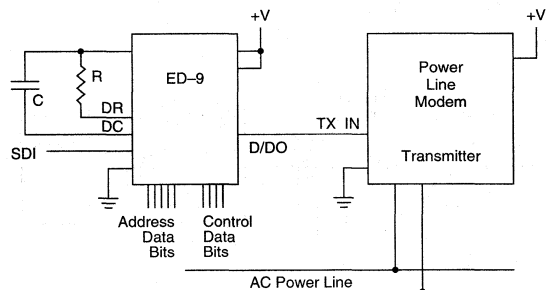 +V
+V
ED–9
R
C
DR
DC
SDI
D/DO
TX IN
Power
Line
Modem
Transmitter
Address
Data
Bits
Control
Data
Bits
AC Power Line